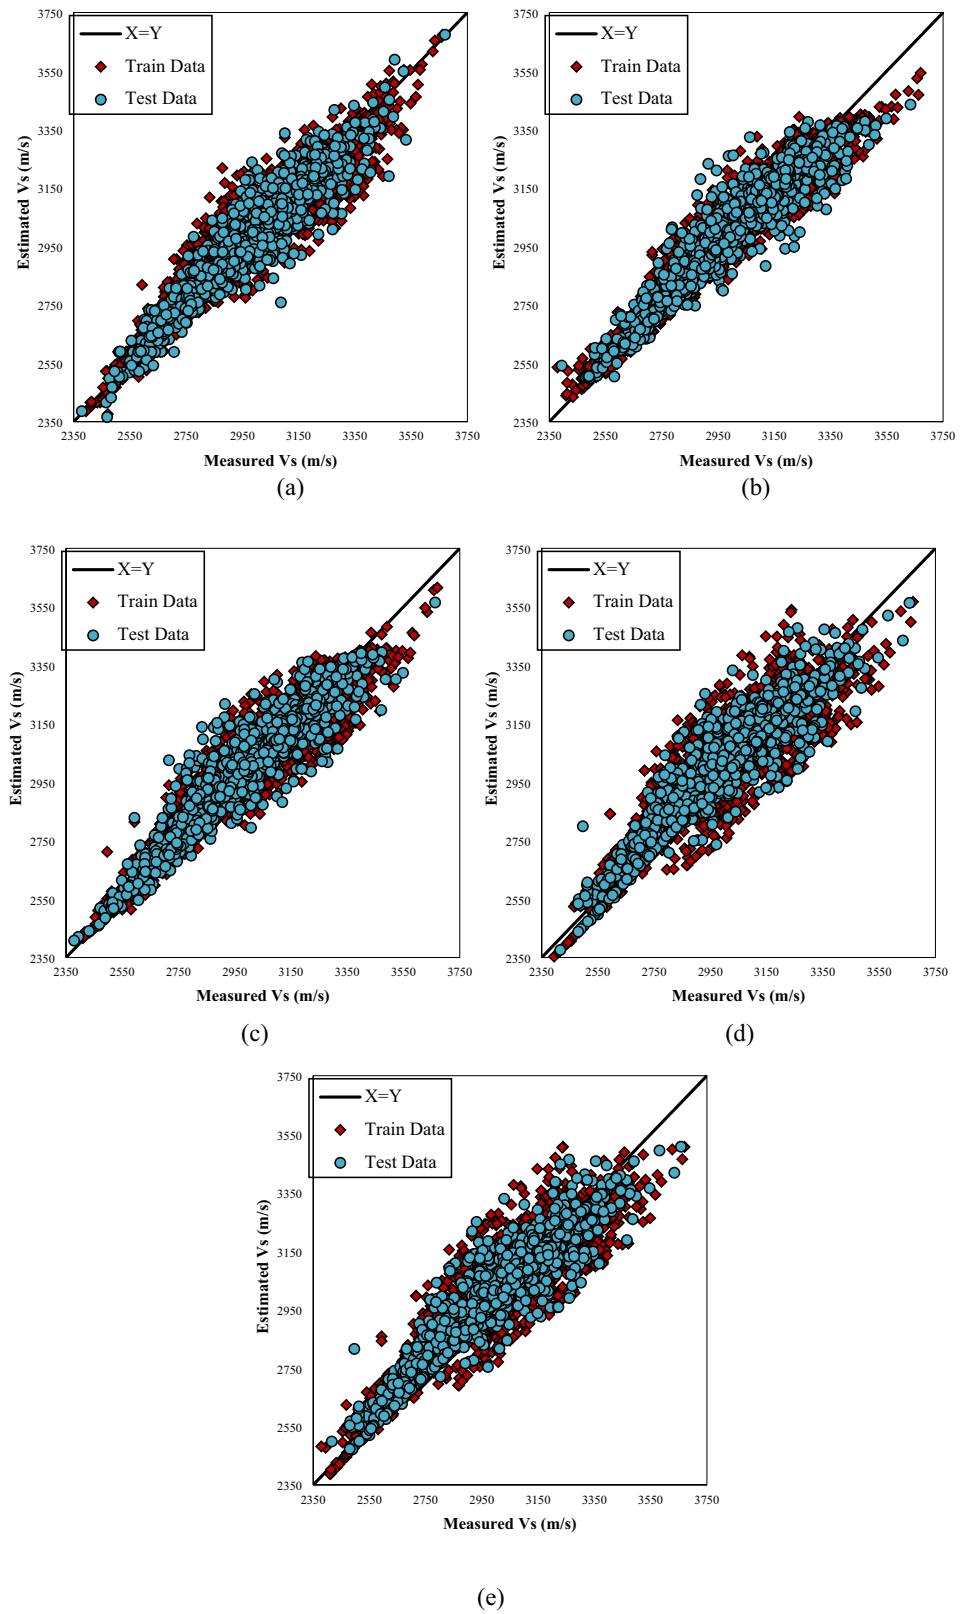 X=Y
Train Data
Test Data
3750
3550
3350
3150
2950
2750
2550
2350
Estimated Vs (m/s)
2350 2550 2750 2950 3150 3350 3550 3750
Measured Vs (m/s)
(a)
X=Y
Train Data
Test Data
3750
3550
3350
3150
2950
2750
2550
2350
Estimated Vs (m/s)
2350 2550 2750 2950 3150 3350 3550 3750
Measured Vs (m/s)
(b)
X=Y
Train Data
Test Data
3750
3550
3350
3150
2950
2750
2550
2350
Estimated Vs (m/s)
2350 2550 2750 2950 3150 3350 3550 3750
Measured Vs (m/s)
(c)
X=Y
Train Data
Test Data
3750
3550
3350
3150
2950
2750
2550
2350
Estimated Vs (m/s)
2350 2550 2750 2950 3150 3350 3550 3750
Measured Vs (m/s)
(d)
X=Y
Train Data
Test Data
3750
3550
3350
3150
2950
2750
2550
2350
Estimated Vs (m/s)
2350 2550 2750 2950 3150 3350 3550 3750
Measured Vs (m/s)
(e)